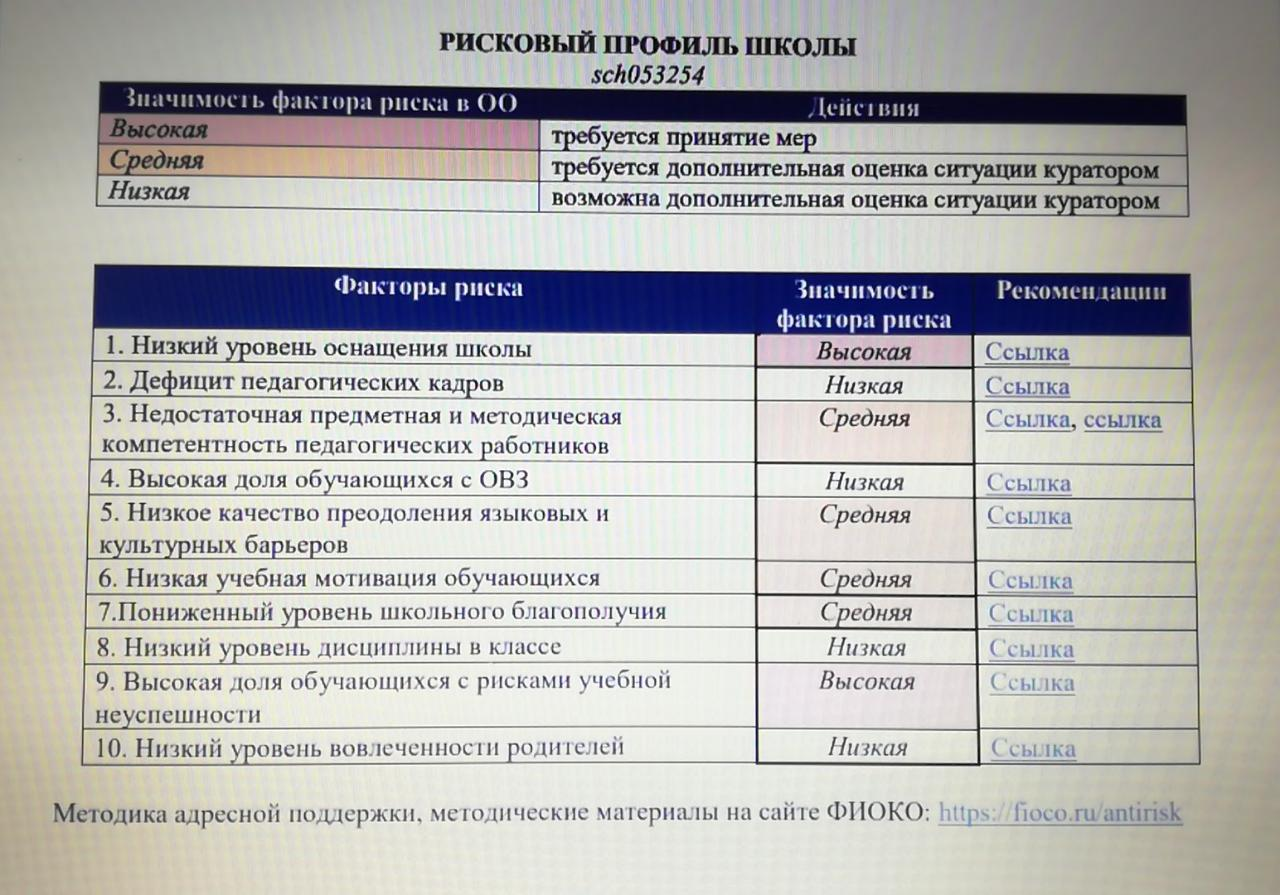 РИСКОВЫЙ ПРОФИЛЬ ШКОЛЫ
sch053254
Значимость фактора риска в ОО Действия
Высокая требуется принятие мер
Средняя требуется дополнительная оценка ситуации куратором
Низкая возможна дополнительная оценка ситуации куратором
Факторы риска Значимость фактора риска Рекомендации
1. Низкий уровень оснащения школы Высокая Ссылка
2. Дефицит педагогических кадров Низкая Ссылка
3. Недостаточная предметная и методическая Средняя Ссылка, ссылка
компетентность педагогических работников
4. Высокая доля обучающихся с ОВЗ Низкая Ссылка
5. Низкое качество преодоления языковых и Средняя Ссылка
культурных барьеров
6. Низкая учебная мотивация обучающихся Средняя Ссылка
7.Пониженный уровень школьного благополучия Средняя Ссылка
8. Низкий уровень дисциплины в классе Низкая Ссылка
9. Высокая доля обучающихся с рисками учебной Высокая Ссылка
неуспешности
10. Низкий уровень вовлеченности родителей Низкая Ссылка
Методика адресной поддержки, методические материалы на сайте ФИОКО: https://fioco.ru/antirisk